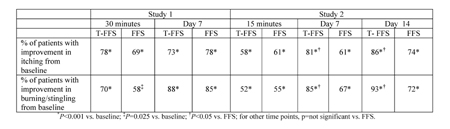 Study 1 Study 2
30 minutes Day 7 15 minutes Day 7 Day 14
T-FFS FFS T-FFS FFS T-FFS FFS T-FFS FFS T-FFS FFS
% of patients with
improvement in
itching from
baseline
78* 69* 73* 78* 58* 61* 81*† 61* 86*† 74*
% of patients with
improvement in
burning/stinging
from baseline
70* 58‡ 88* 85* 52* 55* 85*† 67* 93*† 72*
*P<0.001 vs. baseline; ‡P=0.025 vs. baseline; †P<0.05 vs. FFS; for other time points, p=not significant vs. FFS.